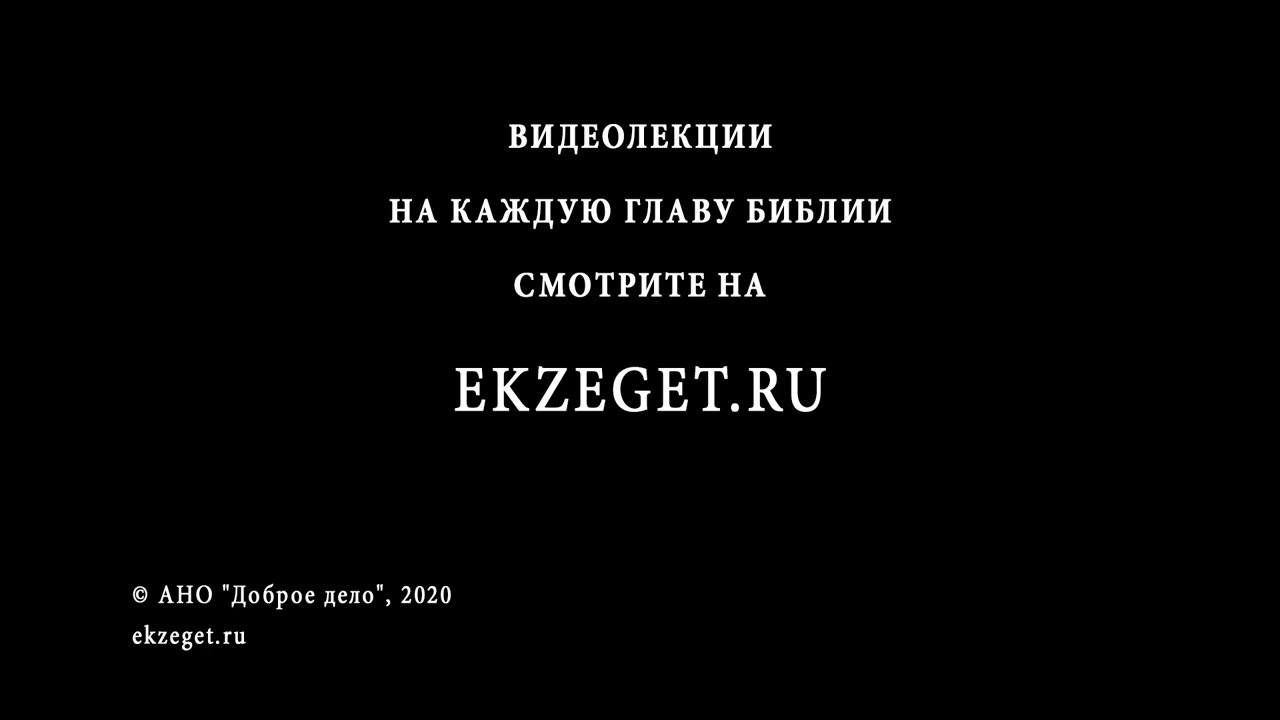 ВИДЕОЛЕКЦИИ
НА КАЖДУЮ ГЛАВУ БИБЛИИ
СМОТРИТЕ НА
EKZEGET.RU
© АНО "Доброе дело", 2020
ekzeget.ru